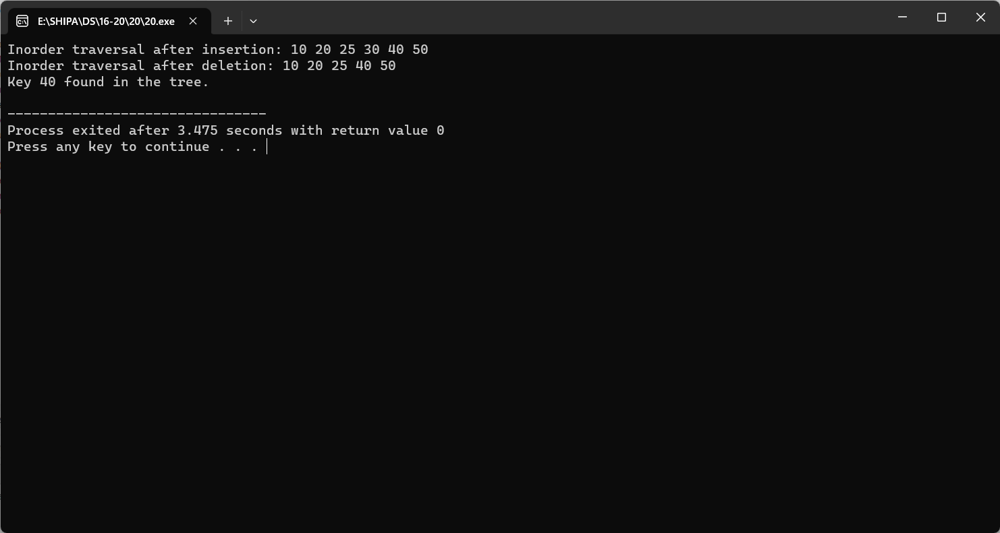 E:\SHIPA\DS\16-20\20\20.exe
Inorder traversal after insertion: 10 20 25 30 40 50
Inorder traversal after deletion: 10 20 25 40 50
Key 40 found in the tree.
--------------------------------
Process exited after 3.475 seconds with return value 0
Press any key to continue . . .